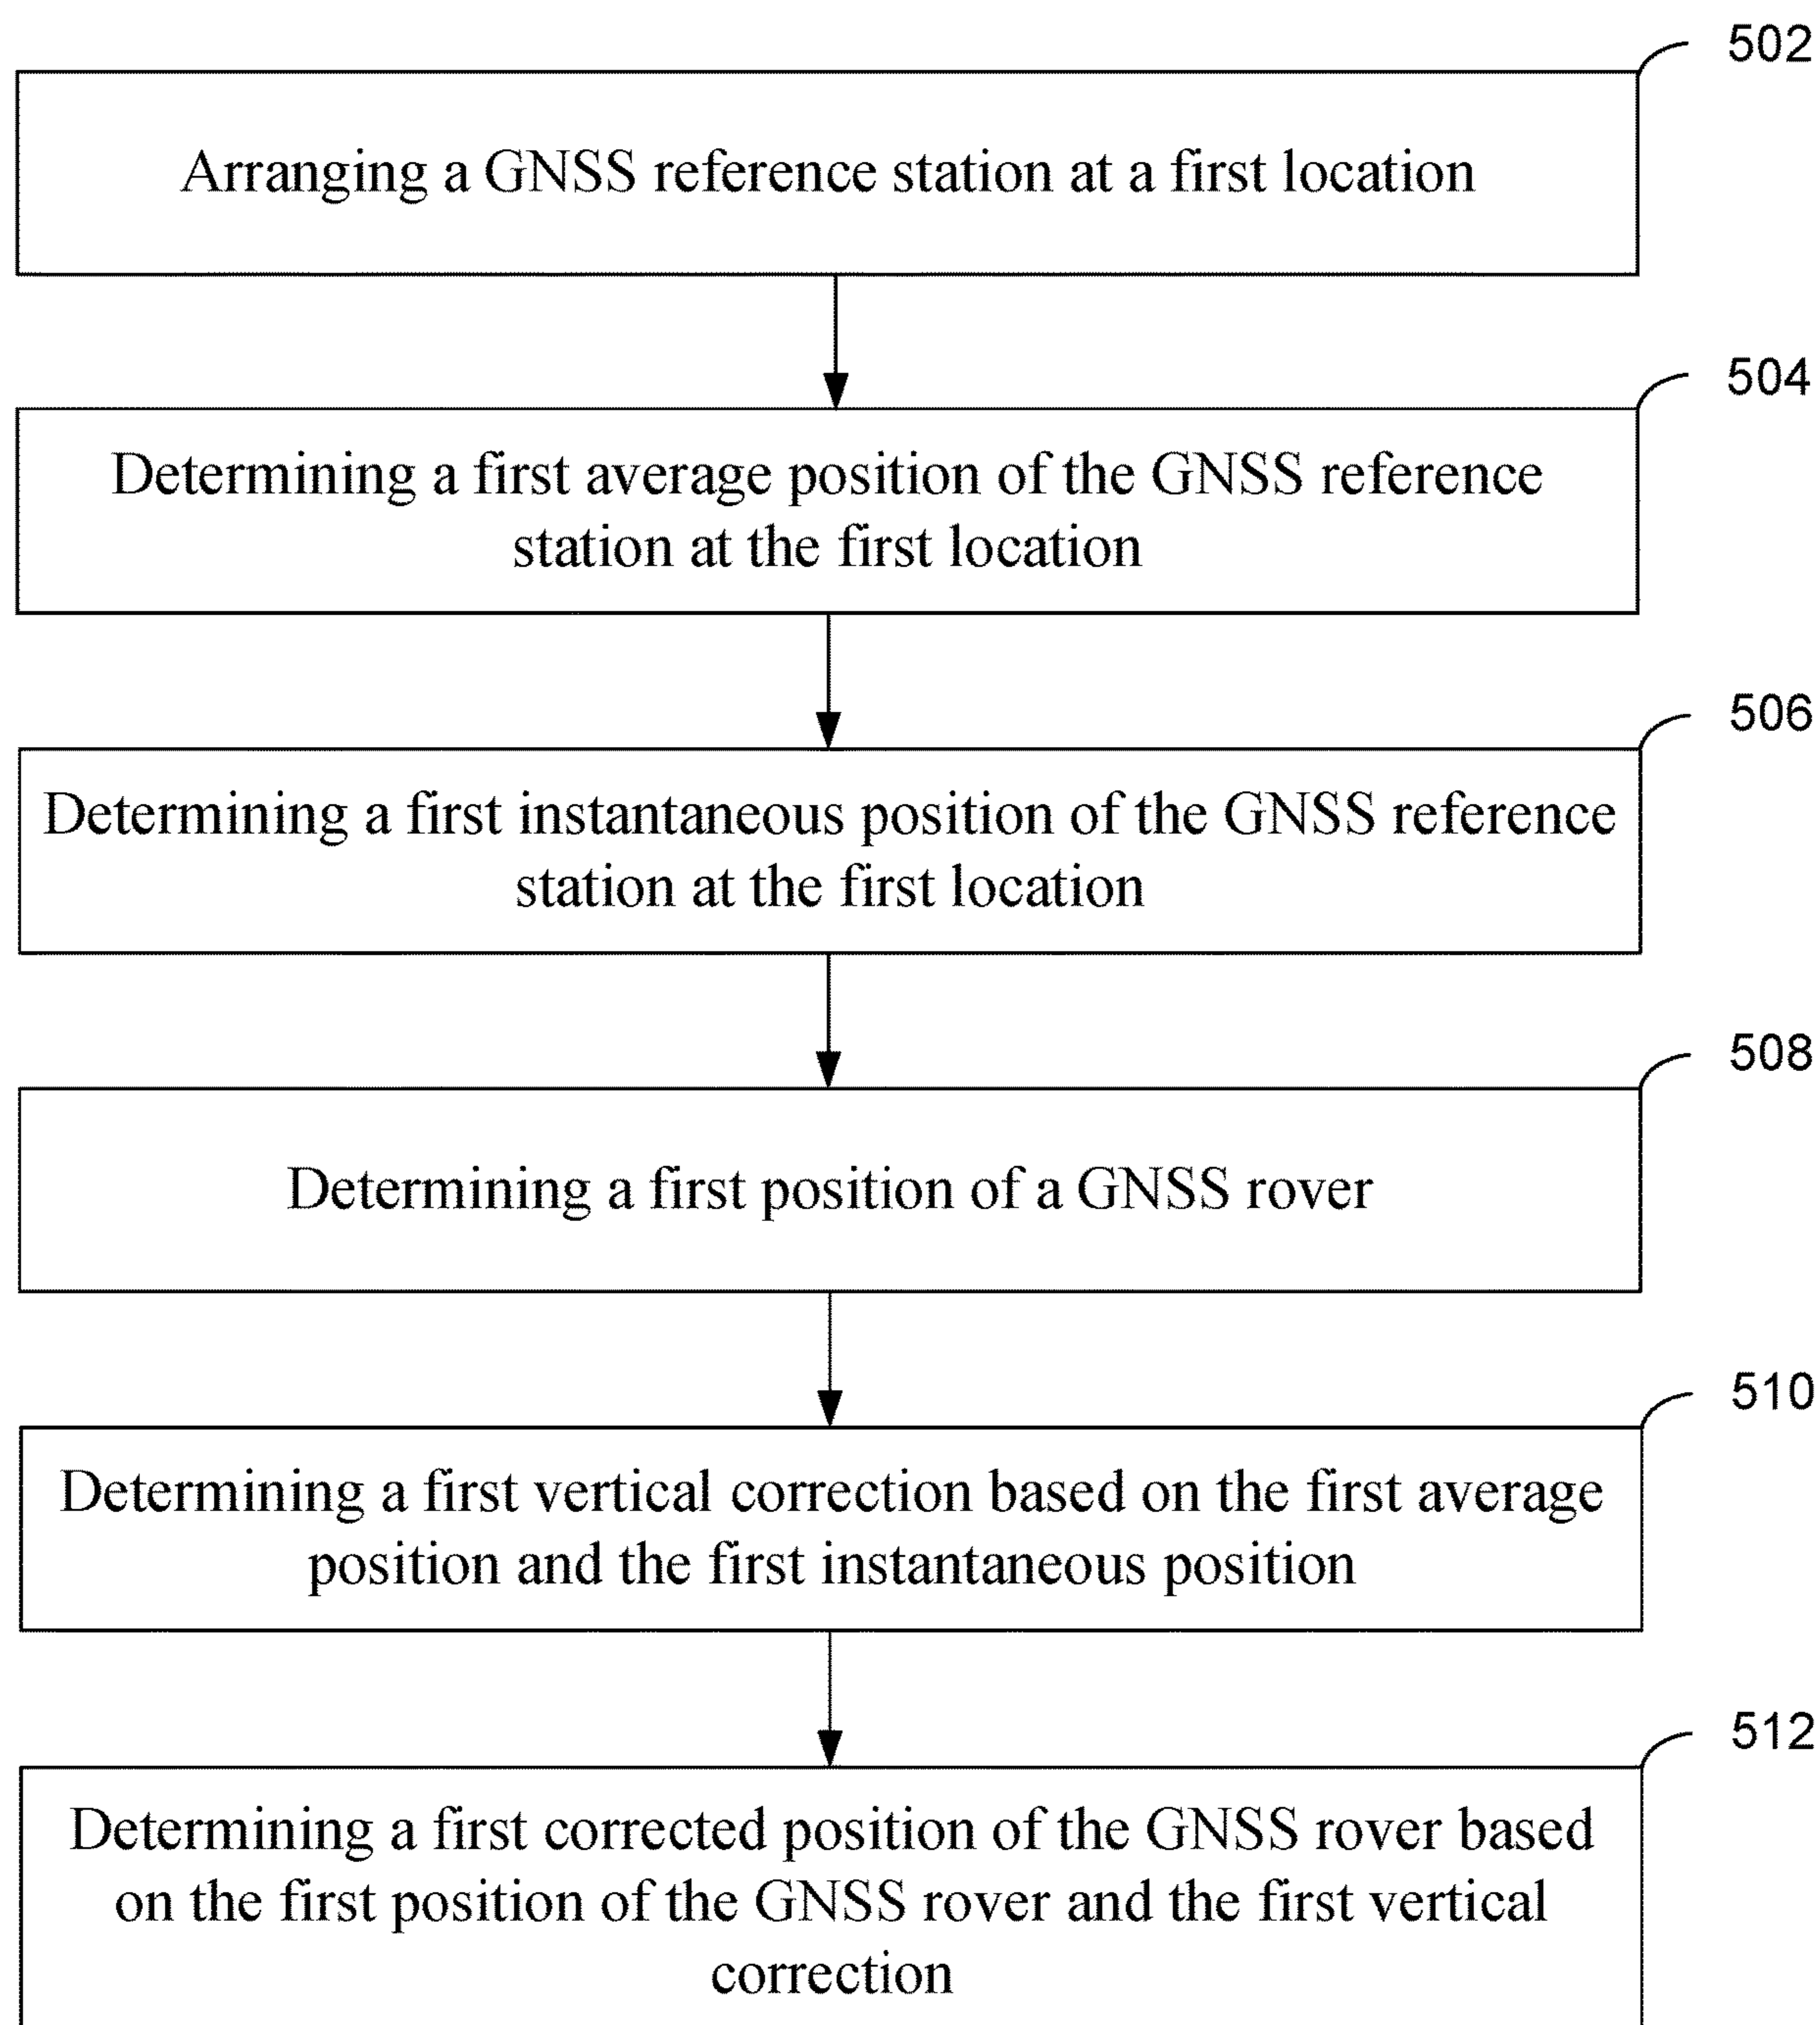 502
Arranging a GNSS reference station at a first location
504
Determining a first average position of the GNSS reference
station at the first location
506
Determining a first instantaneous position of the GNSS reference
station at the first location
508
Determining a first position of a GNSS rover
510
Determining a first vertical correction based on the first average
position and the first instantaneous position
512
Determining a first corrected position of the GNSS rover based
on the first position of the GNSS rover and the first vertical
correction